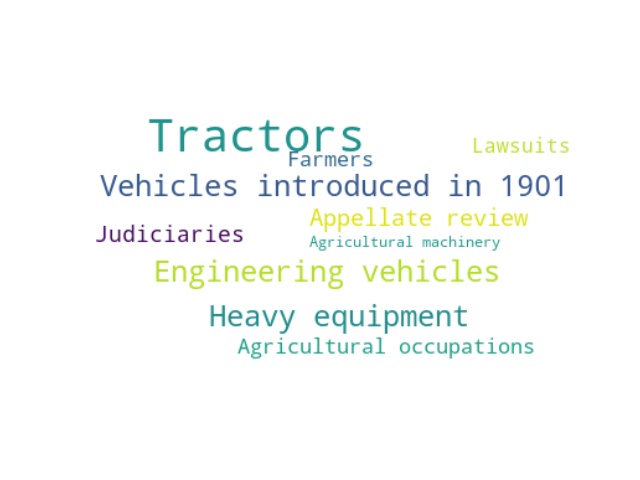 Tractors
Lawsuits
Farmers
Vehicles introduced in 1901
Appellate review
Judiciaries
Agricultural machinery
Engineering vehicles
Heavy equipment
Agricultural occupations